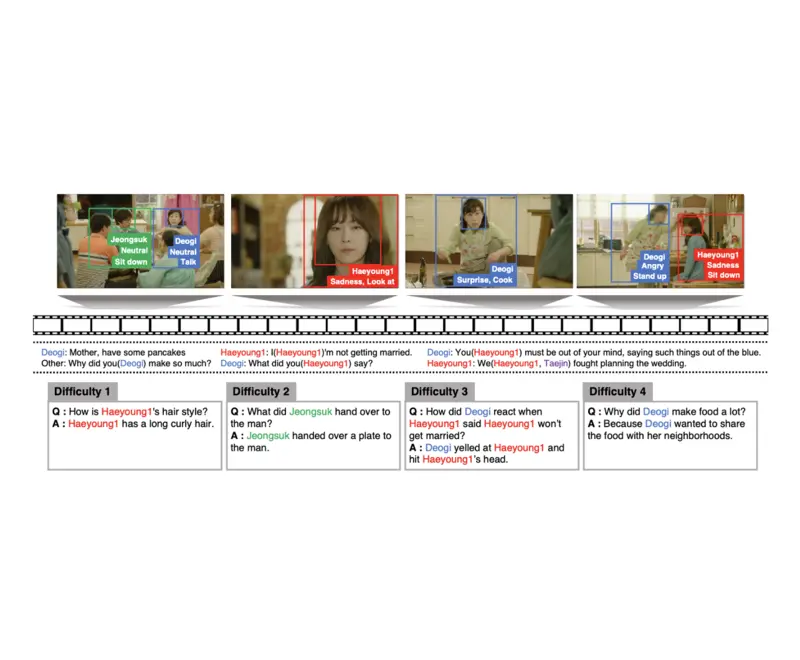 Jeongsuk
Neutral
Sit down
Deogi
Neutral
Talk
Haeyoung1
Sadness, Look at
Deogi
Surprise, Cook
Deogi
Angry
Stand up
Haeyoung1
Sadness
Sit down
Deogi: Mother, have some pancakes
Other: Why did you(Deogi) make so much?
Haeyoung1: I(Haeyoung1)'m not getting married.
Deogi: What did you(Haeyoung1) say?
Deogi: You(Haeyoung1) must be out of your mind, saying such things out of the blue.
Haeyoung1: We(Haeyoung1, Taejin) fought planning the wedding.
Difficulty 1
Q : How is Haeyoung1's hair style?
A : Haeyoung1 has a long curly hair.
Difficulty 2
Q : What did Jeongsuk hand over to
the man?
A : Jeongsuk handed over a plate to
the man.
Difficulty 3
Q : How did Deogi react when
Haeyoung1 said Haeyoung1 won't
get married?
A : Deogi yelled at Haeyoung1 and
hit Haeyoung1's head.
Difficulty 4
Q : Why did Deogi make food a lot?
A : Because Deogi wanted to share
the food with her neighborhoods.